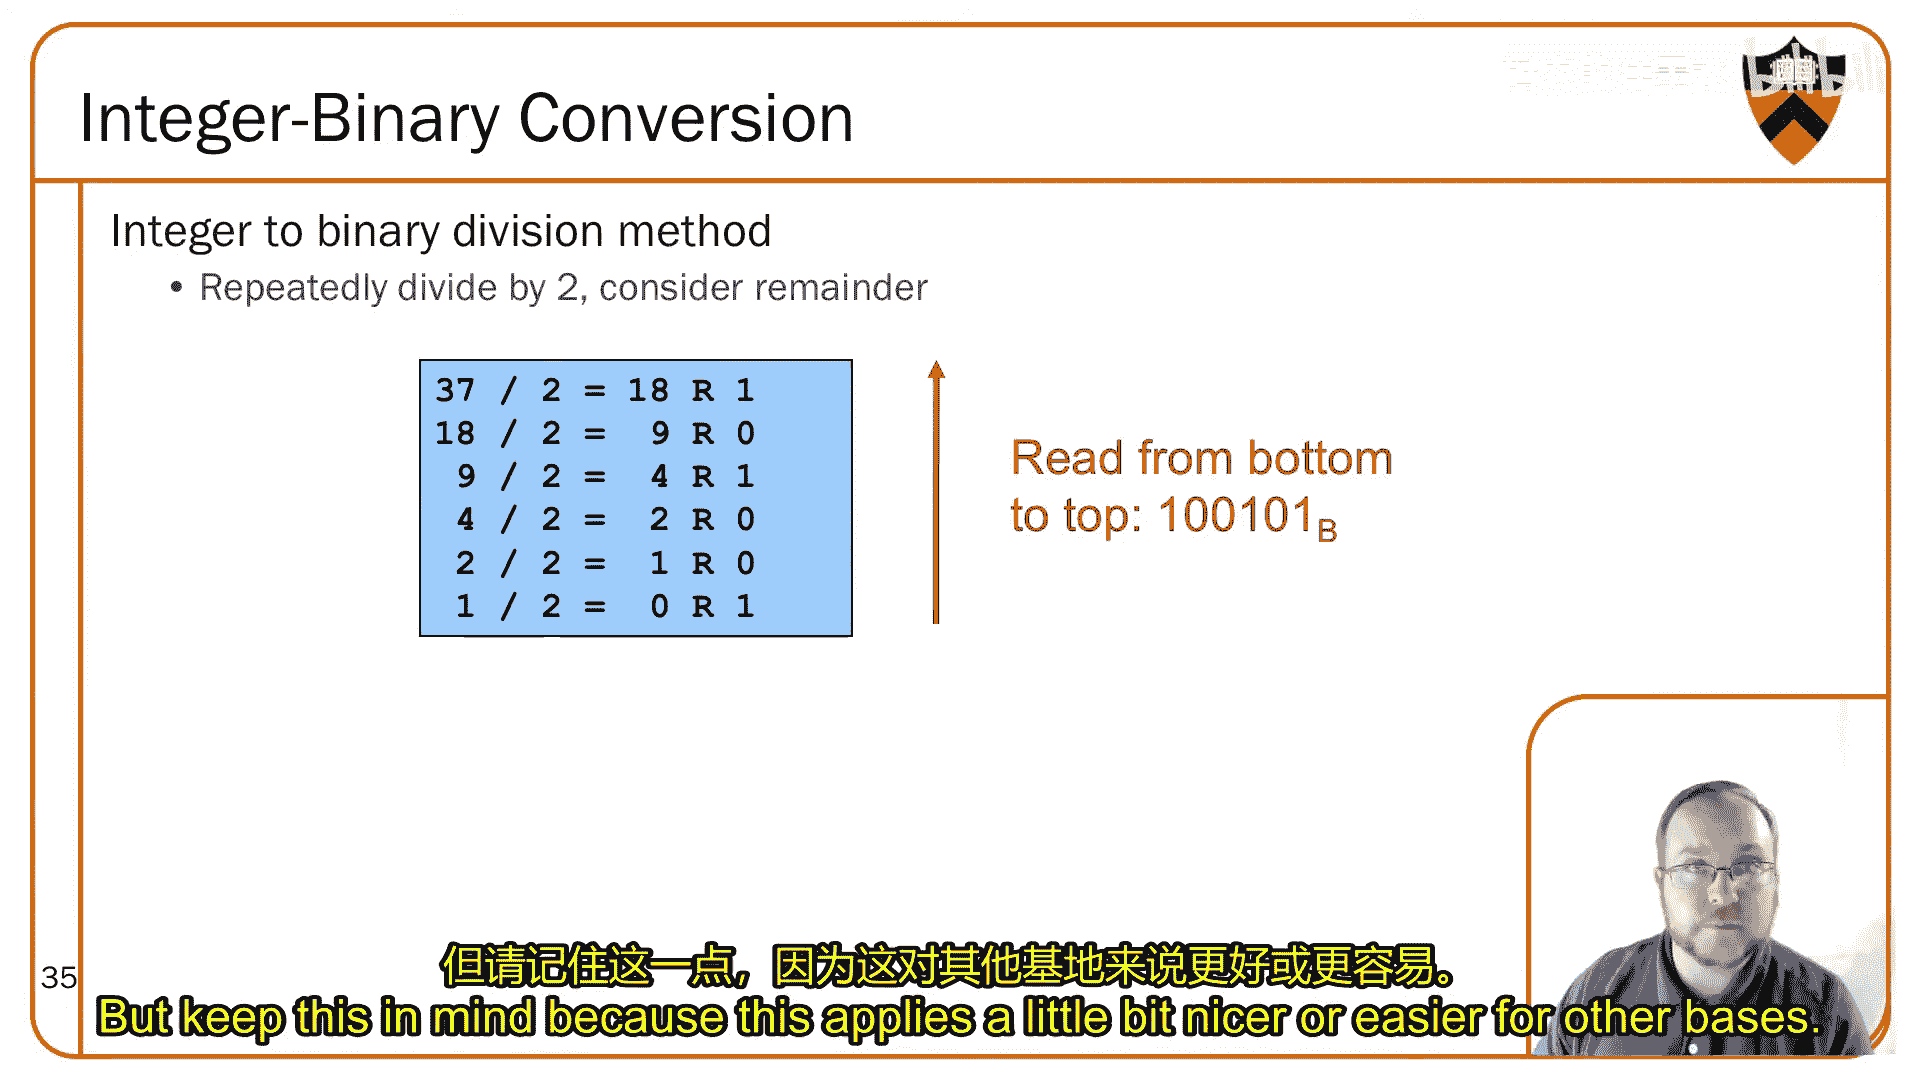 Integer-Binary Conversion
Integer to binary division method
• Repeatedly divide by 2, consider remainder
37 / 2 = 18 R 1
18 / 2 = 9 R 0
9 / 2 = 4 R 1
4 / 2 = 2 R 0
2 / 2 = 1 R 0
1 / 2 = 0 R 1
Read from bottom
to top: 100101B
35
但请记住这一点，因为这对其他基地来说更好或更容易。
But keep this in mind because this applies a little bit nicer or easier for other bases.